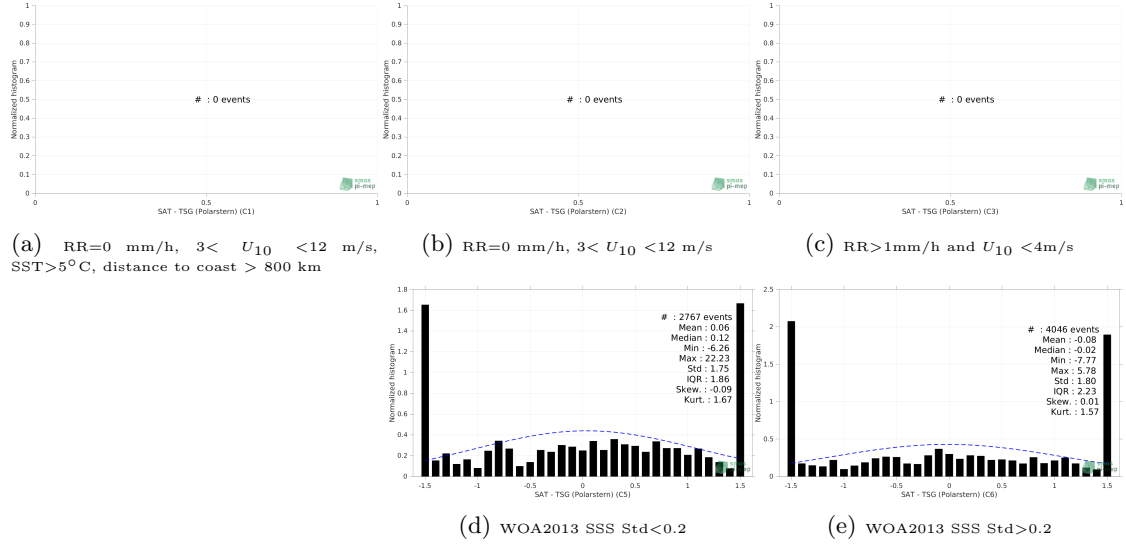 1
0.9
0.8
0.7
0.6
0.5
0.4
0.3
0.2
0.1
0
Normalized histogram
# : 0 events
smos
pi-mep
0 0.5 1
SAT - TSG (Polarstern) (C1)
1
0.9
0.8
0.7
0.6
0.5
0.4
0.3
0.2
0.1
0
Normalized histogram
# : 0 events
smos
pi-mep
0 0.5 1
SAT - TSG (Polarstern) (C2)
1
0.9
0.8
0.7
0.6
0.5
0.4
0.3
0.2
0.1
0
Normalized histogram
# : 0 events
smos
pi-mep
0 0.5 1
SAT - TSG (Polarstern) (C3)
(a) RR=0 mm/h, 3< U10 <12 m/s,
SST>5°C, distance to coast > 800 km
(b) RR=0 mm/h, 3< U10 <12 m/s
(c) RR>1mm/h and U10 <4m/s
1.8
1.6
1.4
1.2
1
0.8
0.6
0.4
0.2
0
Normalized histogram
# : 2767 events
Mean : 0.06
Median : 0.12
Min : -6.26
Max : 22.23
Std : 1.75
IQR : 1.86
Skew. : -0.09
Kurt. : 1.67
smos
pi-mep
-1.5 -1 -0.5 0 0.5 1 1.5
SAT - TSG (Polarstern) (C5)
2.5
2
1.5
1
0.5
0
Normalized histogram
# : 4046 events
Mean : -0.08
Median : -0.02
Min : -7.77
Max : 5.78
Std : 1.80
IQR : 2.23
Skew. : 0.01
Kurt. : 1.57
smos
pi-mep
-1.5 -1 -0.5 0 0.5 1 1.5
SAT - TSG (Polarstern) (C6)
(d) WOA2013 SSS Std<0.2
(e) WOA2013 SSS Std>0.2